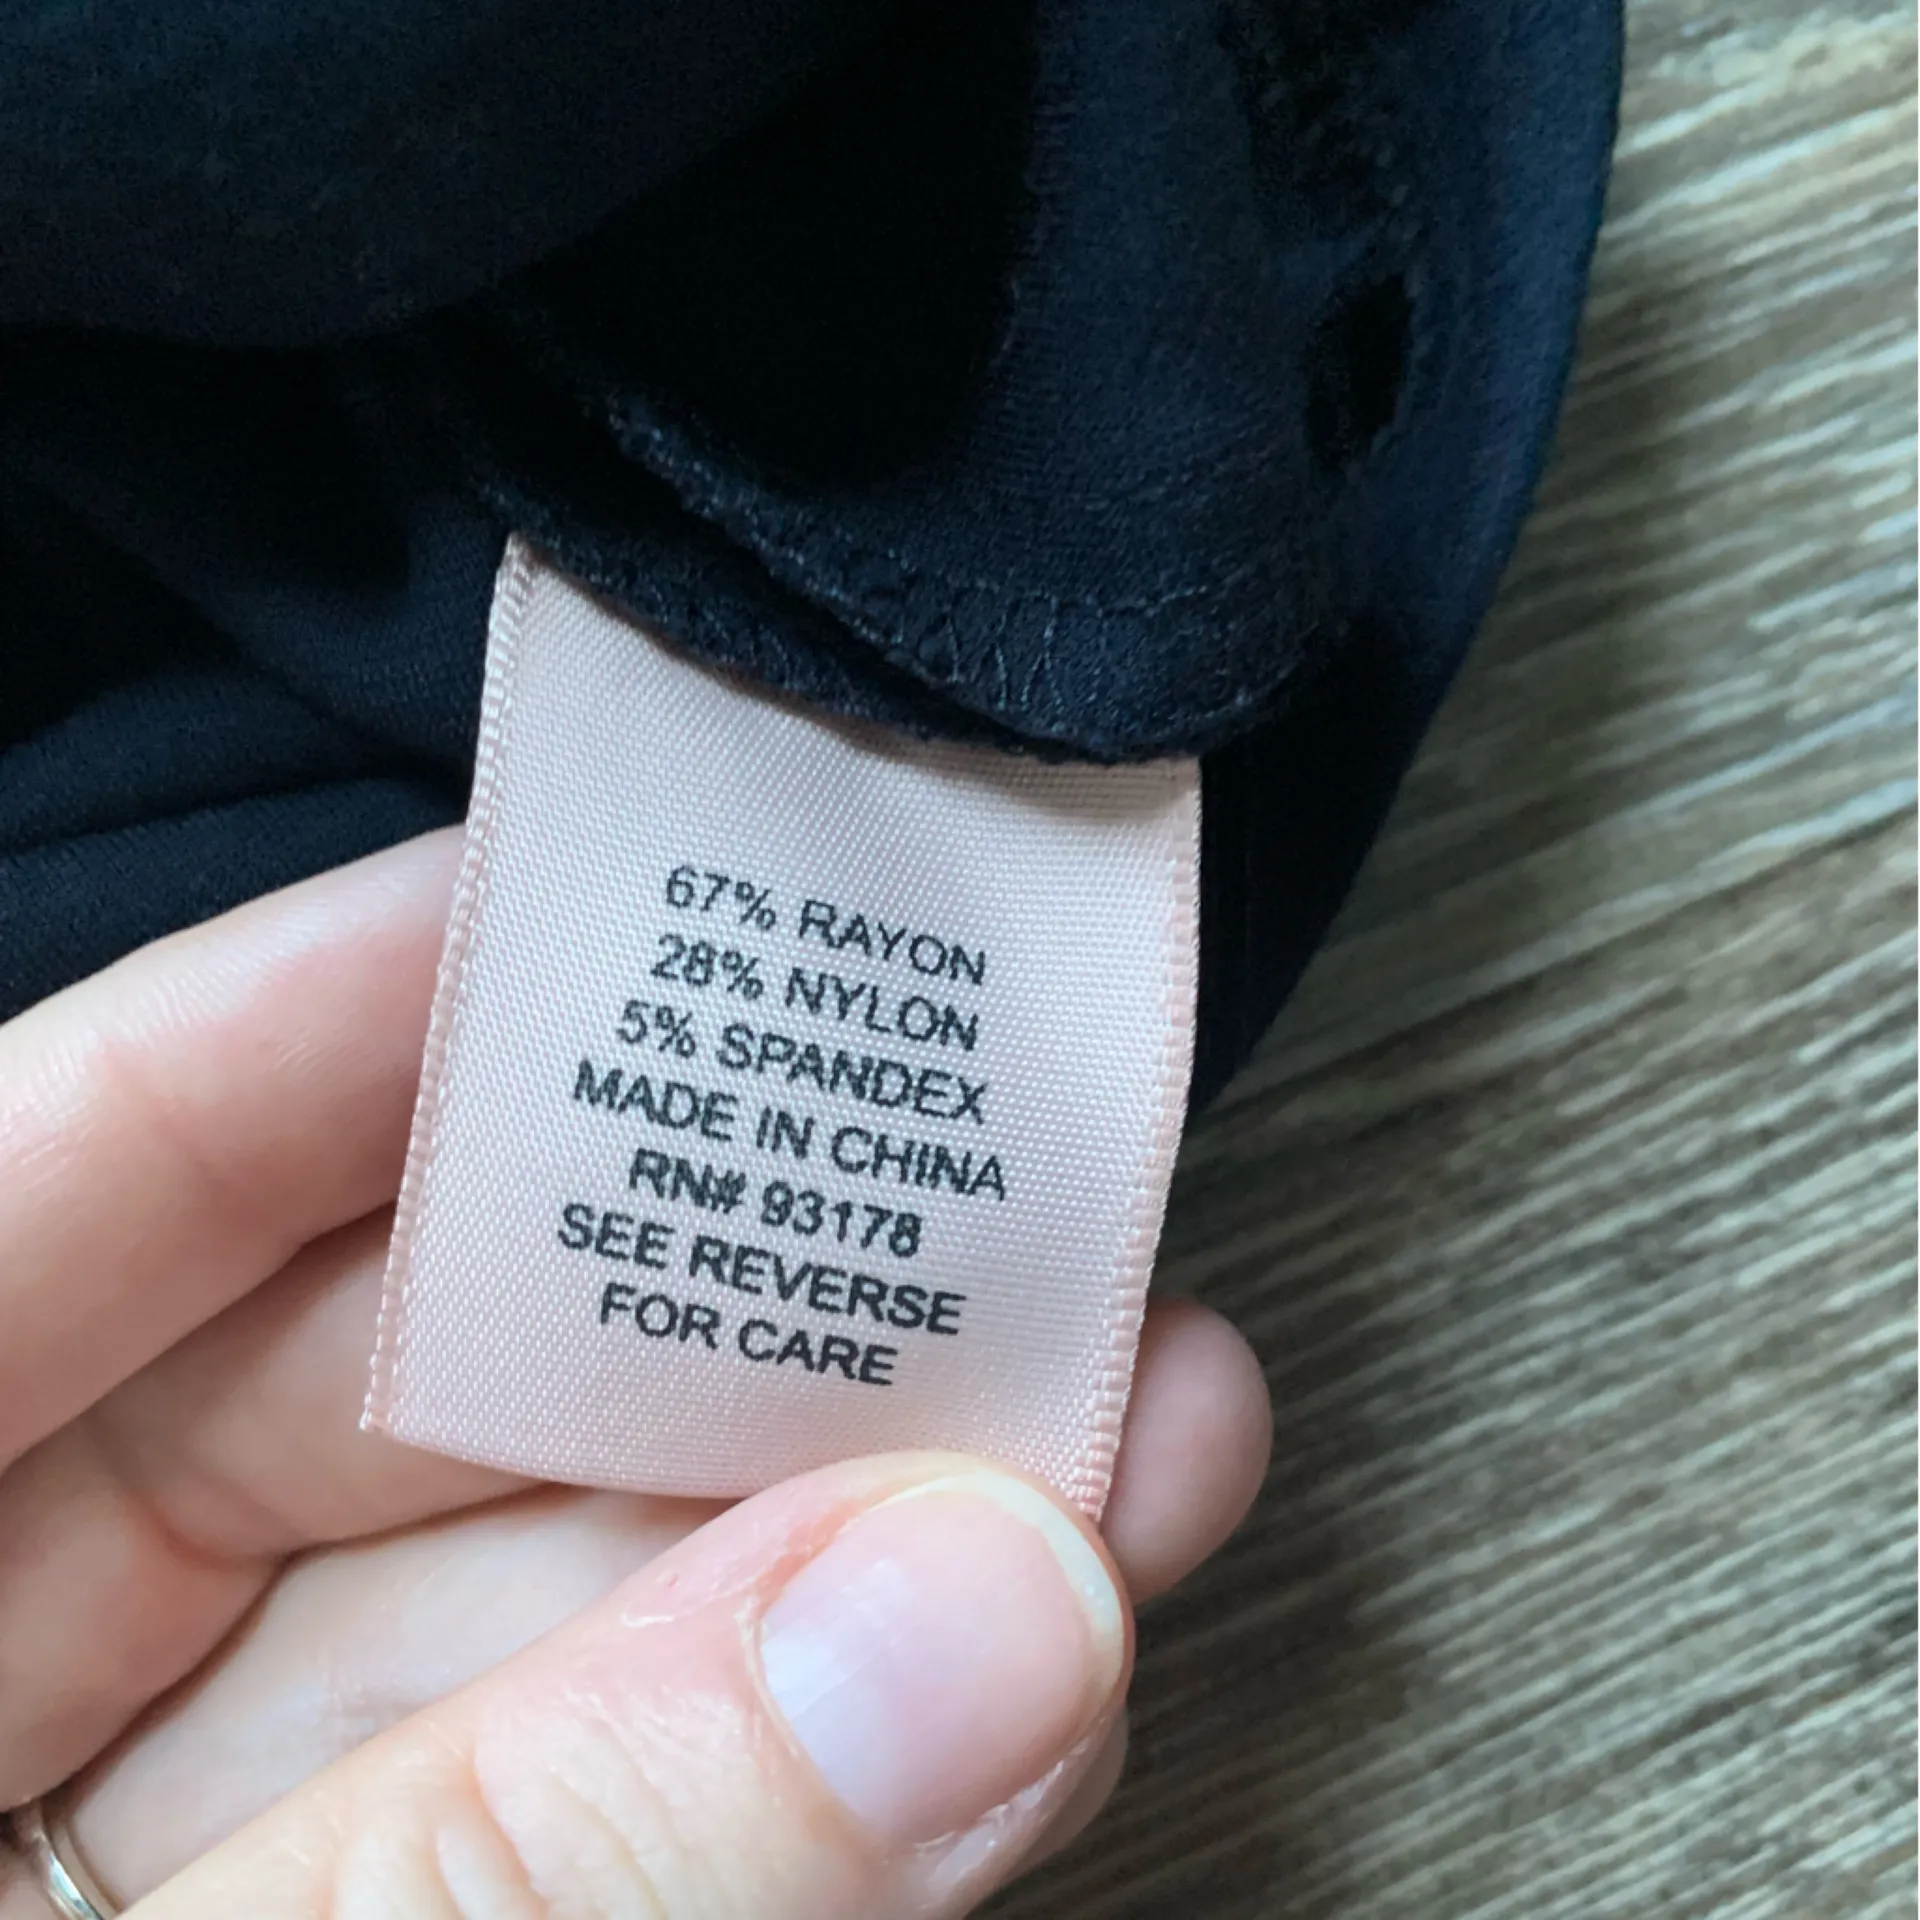 67% RAYON
28% NYLON
5% SPANDEX
MADE IN CHINA
RN# 93178
SEE REVERSE
FOR CARE